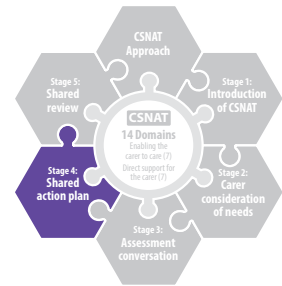 CSNAT
Approach
Stage 1:
Introduction
of CSNAT
Stage 2:
Carer
consideration
of needs
Stage 3:
Assessment
conversation
Stage 4:
Shared
action plan
Stage 5:
Shared
review
CSNAT
14 Domains
Enabling the
carer to care (7)
Direct support for
the carer (7)